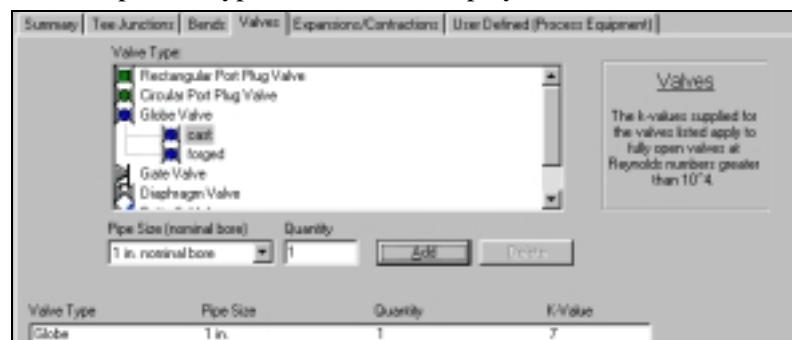 Summary Tee-Junctions Bends Valves Expansions/Contractions User Defined (Process Equipment)
Valve Type:
Rectangular Port Plug Valve
Circular Port Plug Valve
Globe Valve
cast
forged
Gate Valve
Diaphragm Valve
Valves
The k-values supplied for
the valves listed apply to
fully open valves at
Reynolds numbers greater
than 10^4.
Pipe Size (nominal bore) Quantity
1 in. nominal bore 1 Add Delete
Valve Type Pipe Size Quantity K-Value
Globe 1 in. 1 7